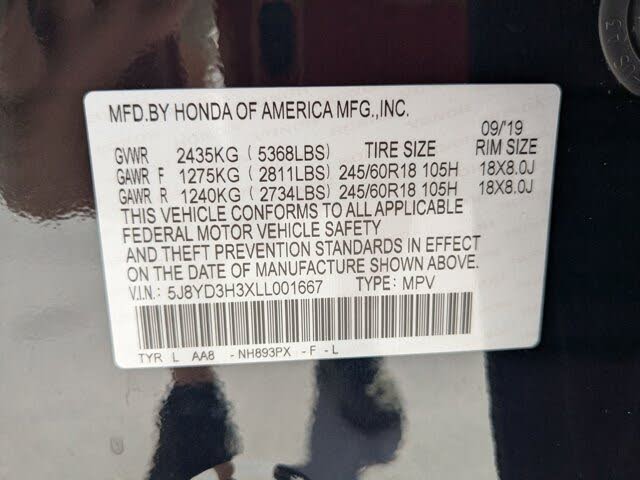 MFD.BY HONDA OF AMERICA MFG.,INC.
09/'19
GVWR 2435KG (5368LBS) TIRE SIZE RIM SIZE
GAWR F 1275KG (2811LBS) 245/60R18 105H 18X8.0J
GAWR R 1240KG (2734LBS) 245/60R18 105H 18X8.0J
THIS VEHICLE CONFORMS TO ALL APPLICABLE
FEDERAL MOTOR VEHICLE SAFETY
AND THEFT PREVENTION STANDARDS IN EFFECT
ON THE DATE OF MANUFACTURE SHOWN ABOVE.
V.I.N.: 5J8YD3H3XLL001667 TYPE: MPV
TYR L AA8 -NH893PX -F -L